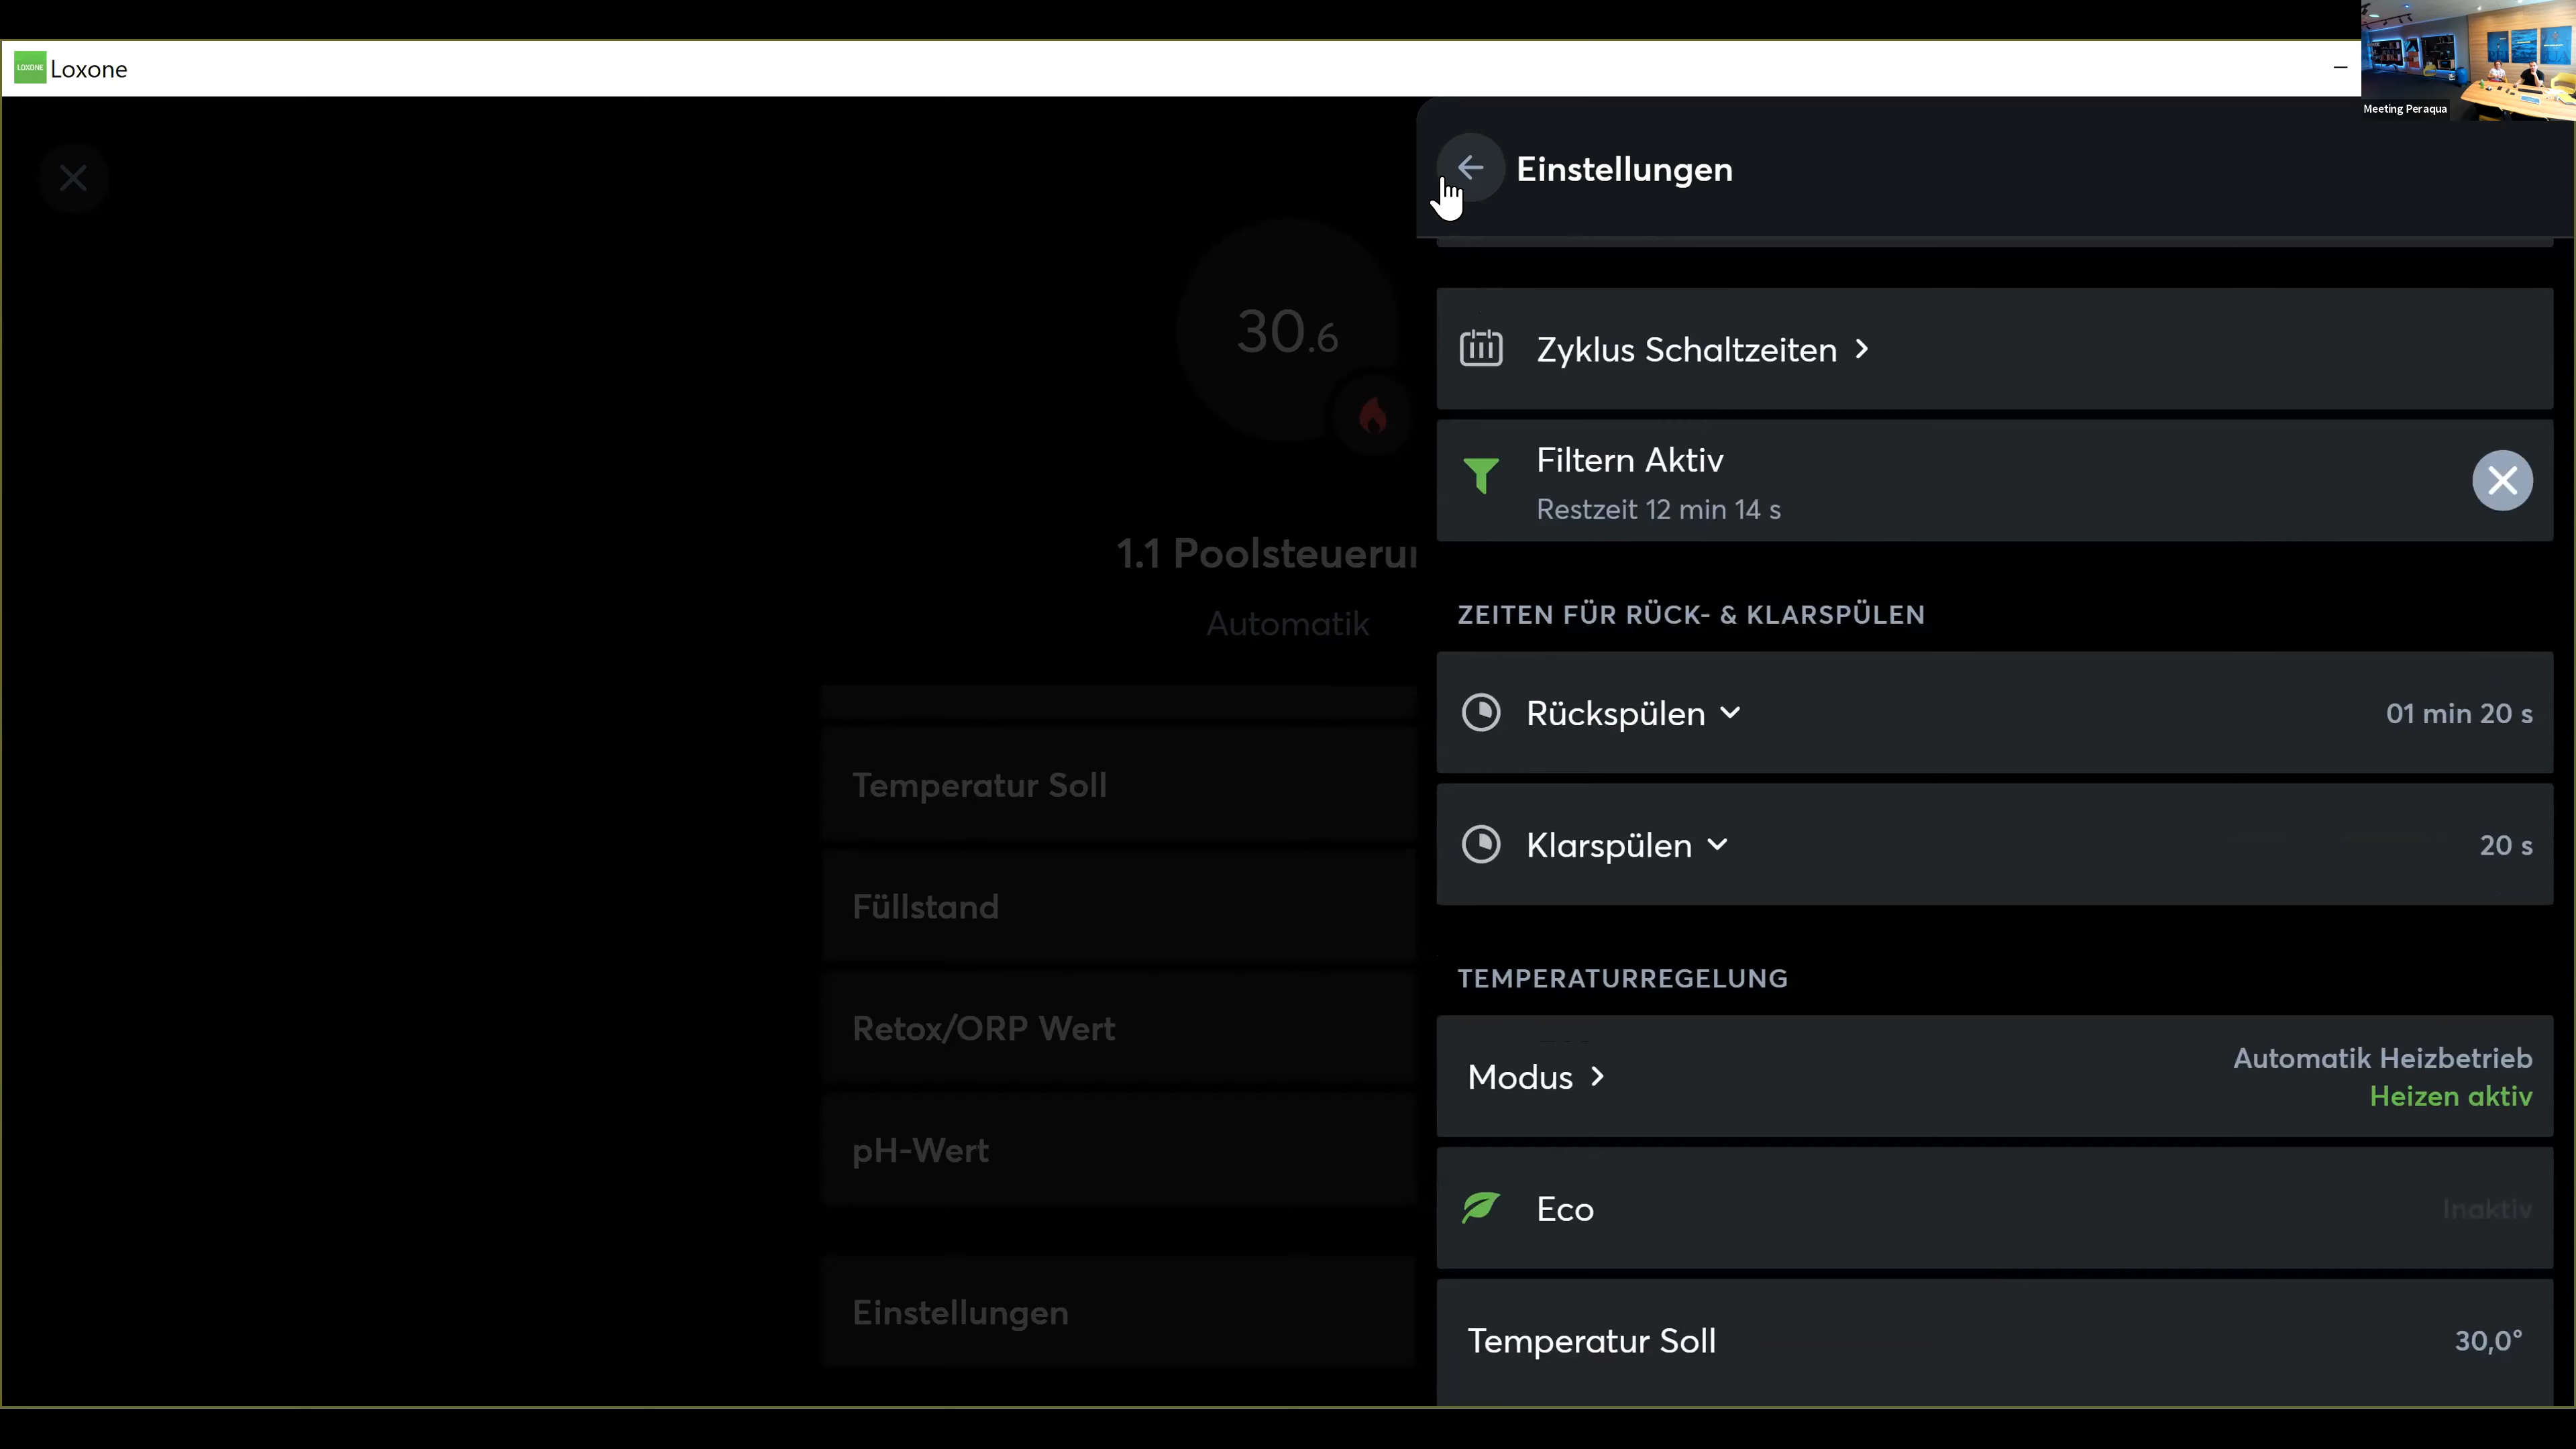 LOXONE Loxone
Meeting Peraqua
Einstellungen
30.6
1.1 Poolsteuerur
Automatik
Temperatur Soll
Füllstand
Retox/ORP Wert
pH-Wert
Einstellungen
Zyklus Schaltzeiten
Filtern Aktiv
Restzeit 12 min 14 s
ZEITEN FÜR RÜCK- & KLARSPÜLEN
Rückspülen 01 min 20 s
Klarspülen 20 s
TEMPERATURREGELUNG
Modus Automatik Heizbetrieb
Heizen aktiv
Eco Inaktiv
Temperatur Soll 30,0°